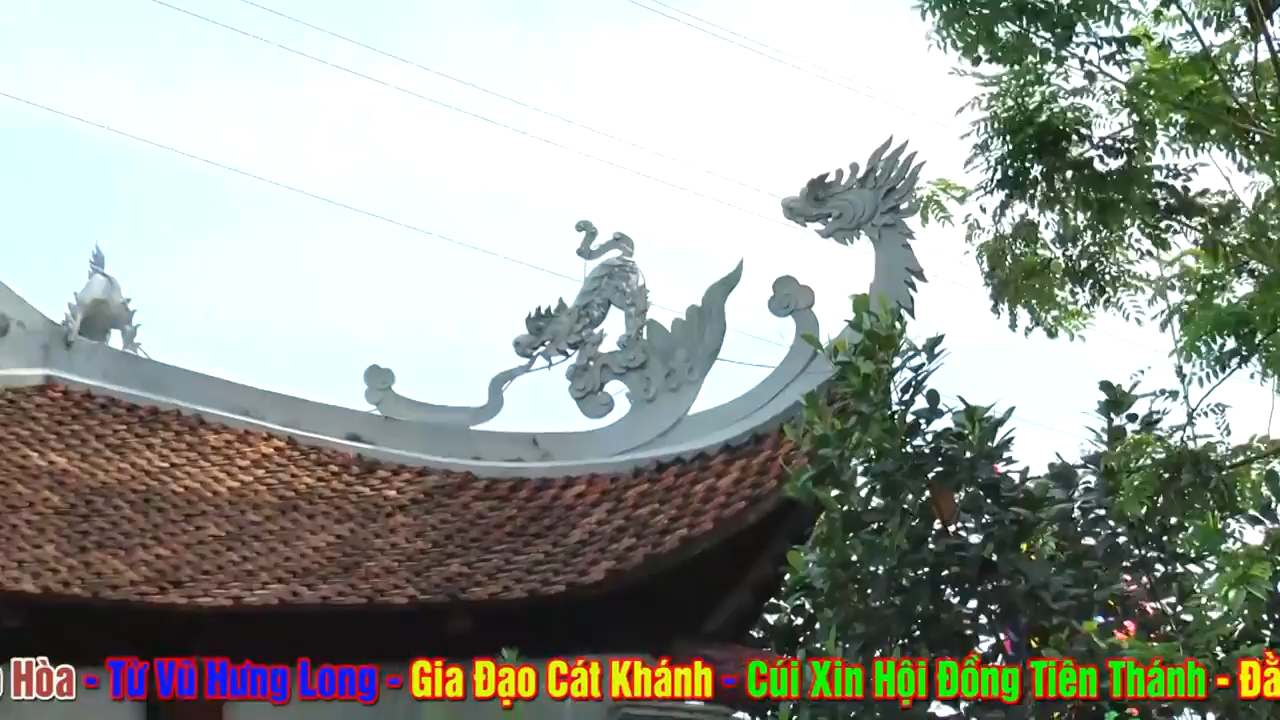 Hòa - Từ Vũ Hưng Long - Gia Đạo Cát Khánh - Cúi Xin Hội Đồng Tiên Thánh -